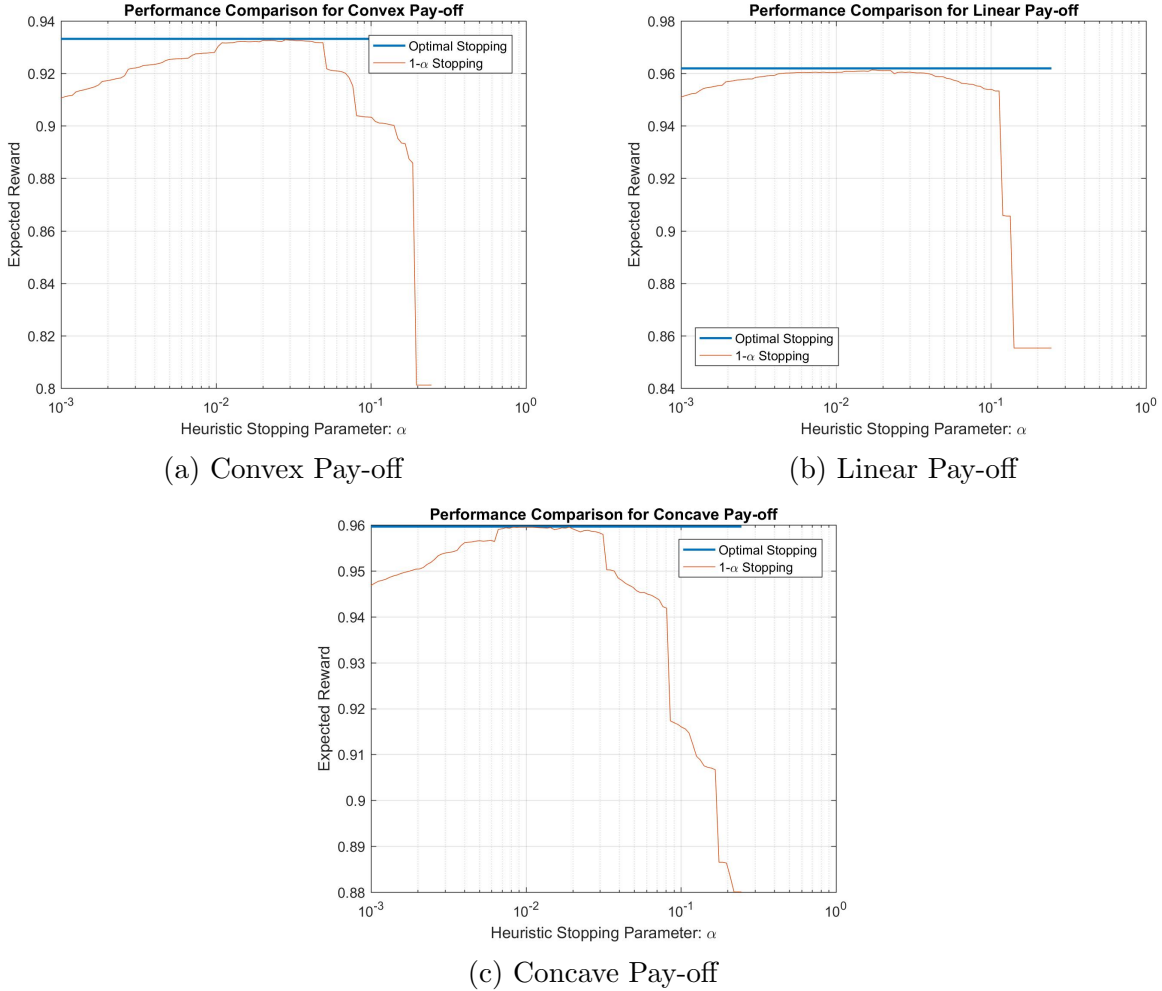 Performance Comparison for Convex Pay-off
0.94
0.92
0.9
0.88
0.86
0.84
0.82
0.8
Expected Reward
Optimal Stopping
1-α Stopping
10^-3
10^-2
10^-1
10^0
Heuristic Stopping Parameter: α
(a) Convex Pay-off
Performance Comparison for Linear Pay-off
0.98
0.96
0.94
0.92
0.9
0.88
0.86
0.84
Expected Reward
Optimal Stopping
1-α Stopping
10^-3
10^-2
10^-1
10^0
Heuristic Stopping Parameter: α
(b) Linear Pay-off
Performance Comparison for Concave Pay-off
0.96
0.95
0.94
0.93
0.92
0.91
0.9
0.89
0.88
Expected Reward
Optimal Stopping
1-α Stopping
10^-3
10^-2
10^-1
10^0
Heuristic Stopping Parameter: α
(c) Concave Pay-off